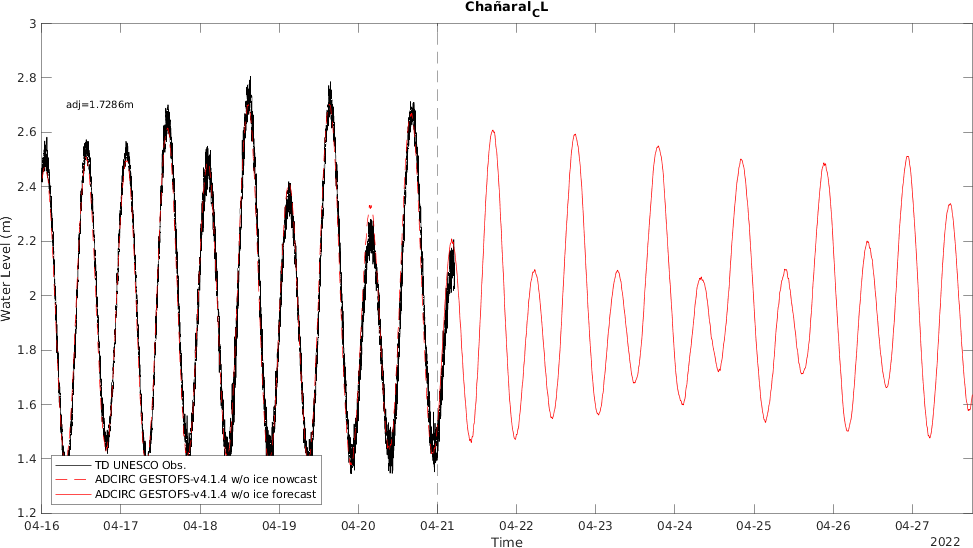 Chañaral_CL
Water Level (m)
3
2.8
2.6
2.4
2.2
2
1.8
1.6
1.4
1.2
adj=1.7286m
TD UNESCO Obs.
ADCIRC GESTOFS-v4.1.4 w/o ice nowcast
ADCIRC GESTOFS-v4.1.4 w/o ice forecast
04-16 04-17 04-18 04-19 04-20 04-21 04-22 04-23 04-24 04-25 04-26 04-27
Time
2022